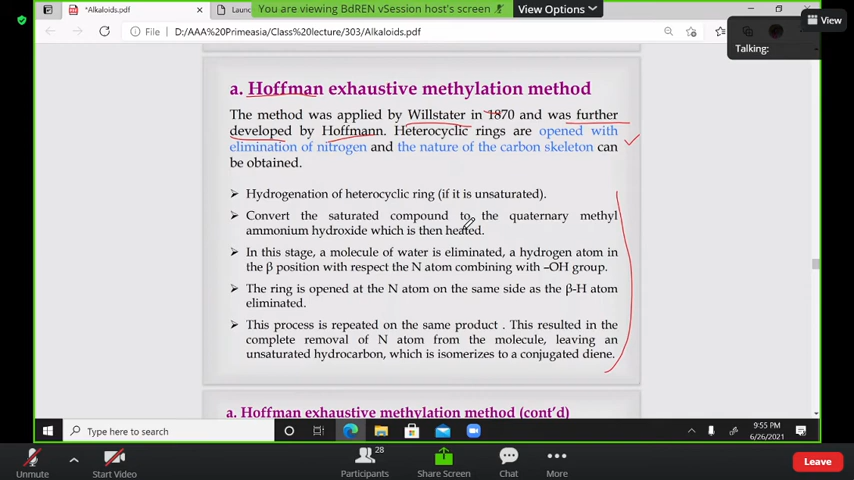 You are viewing BdREN vSession host's screen
View Options
*Alkaloids.pdf
Launc
View
File
D:/AAA Primeasia/Class lecture/303/Alkaloids.pdf
Talking:
a. Hoffman exhaustive methylation method
The method was applied by Willstater in 1870 and was further
developed by Hoffmann. Heterocyclic rings are opened with
elimination of nitrogen and the nature of the carbon skeleton can
be obtained.
➢ Hydrogenation of heterocyclic ring (if it is unsaturated).
➢ Convert the saturated compound to the quaternary methyl
ammonium hydroxide which is then heated.
➢ In this stage, a molecule of water is eliminated, a hydrogen atom in
the β position with respect the N atom combining with –OH group.
➢ The ring is opened at the N atom on the same side as the β-H atom
eliminated.
➢ This process is repeated on the same product . This resulted in the
complete removal of N atom from the molecule, leaving an
unsaturated hydrocarbon, which is isomerizes to a conjugated diene.
a. Hoffman exhaustive methylation method (cont'd)
Type here to search
9:55 PM
6/26/2021
28
Unmute
Start Video
Participants
Share Screen
Chat
More
Leave